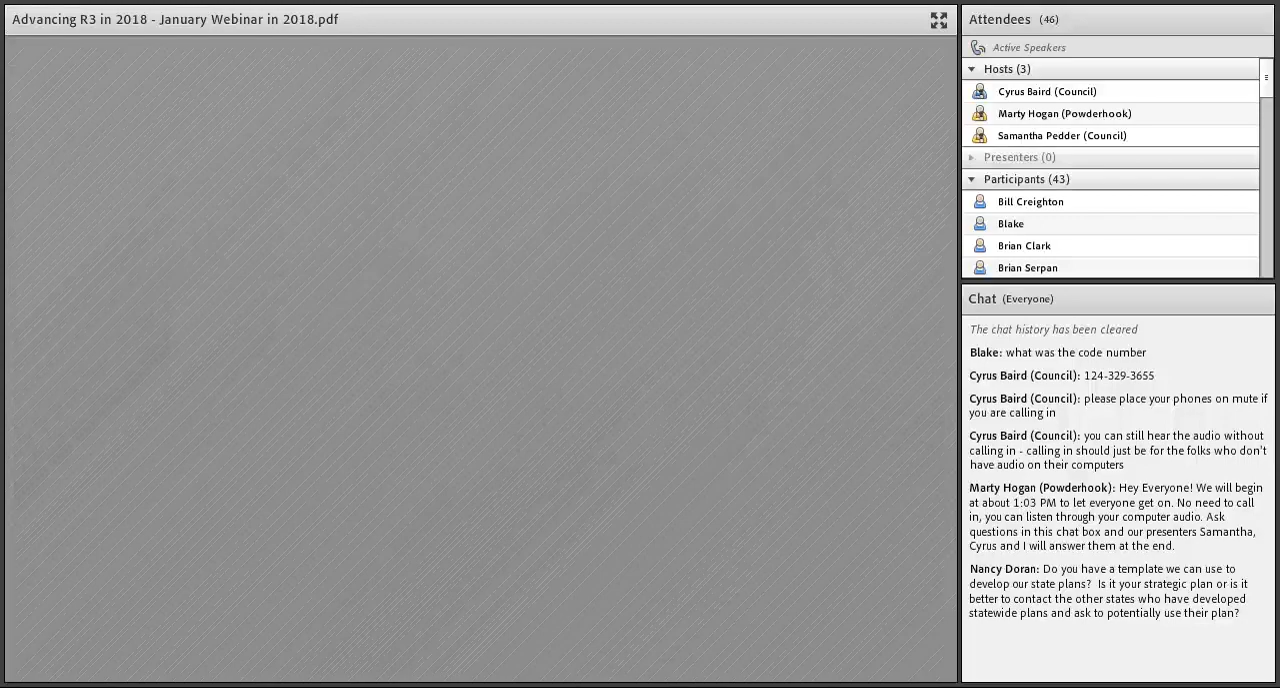 Advancing R3 in 2018 - January Webinar in 2018.pdf
Attendees (46)
Active Speakers
Hosts (3)
Cyrus Baird (Council)
Marty Hogan (Powderhook)
Samantha Pedder (Council)
Presenters (0)
Participants (43)
Bill Creighton
Blake
Brian Clark
Brian Serpan
Chat (Everyone)
The chat history has been cleared
Blake: what was the code number
Cyrus Baird (Council): 124-329-3655
Cyrus Baird (Council): please place your phones on mute if
you are calling in
Cyrus Baird (Council): you can still hear the audio without
calling in - calling in should just be for the folks who don't
have audio on their computers
Marty Hogan (Powderhook): Hey Everyone! We will begin
at about 1:03 PM to let everyone get on. No need to call
in, you can listen through your computer audio. Ask
questions in this chat box and our presenters Samantha,
Cyrus and I will answer them at the end.
Nancy Doran: Do you have a template we can use to
develop our state plans?  Is it your strategic plan or is it
better to contact the other states who have developed
statewide plans and ask to potentially use their plan?